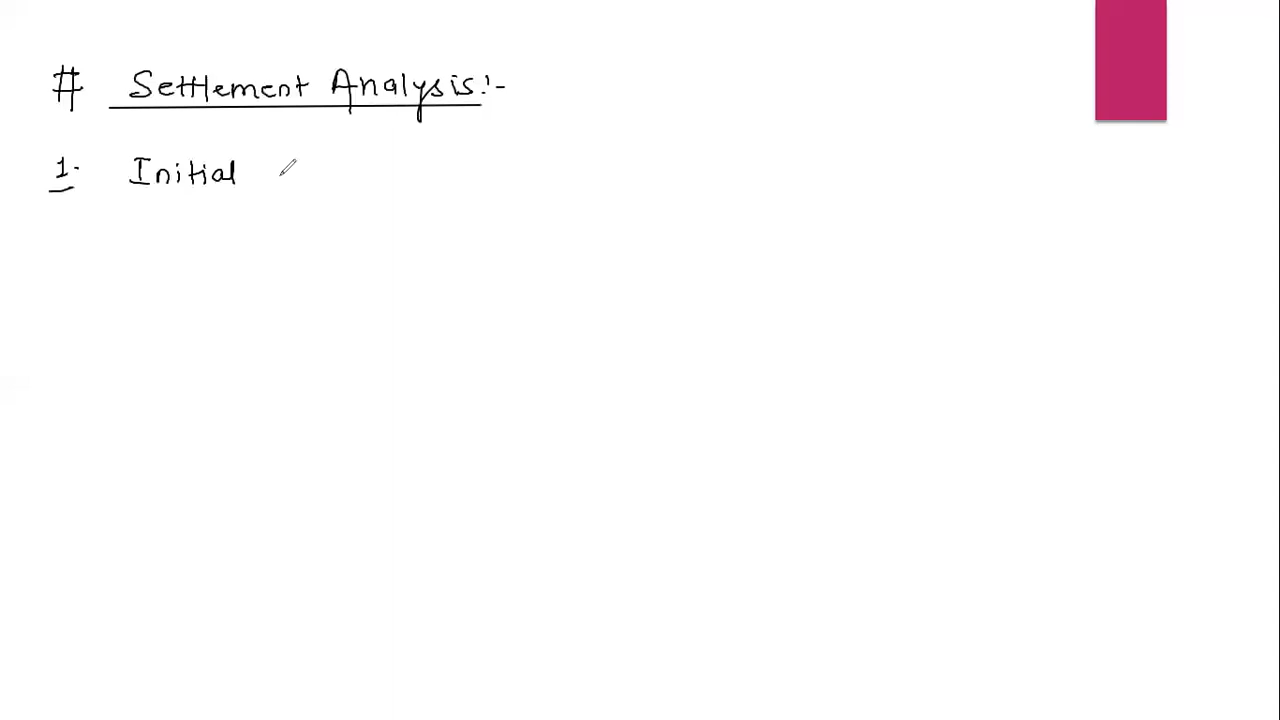 # Settlement Analysis:-
1. Initial